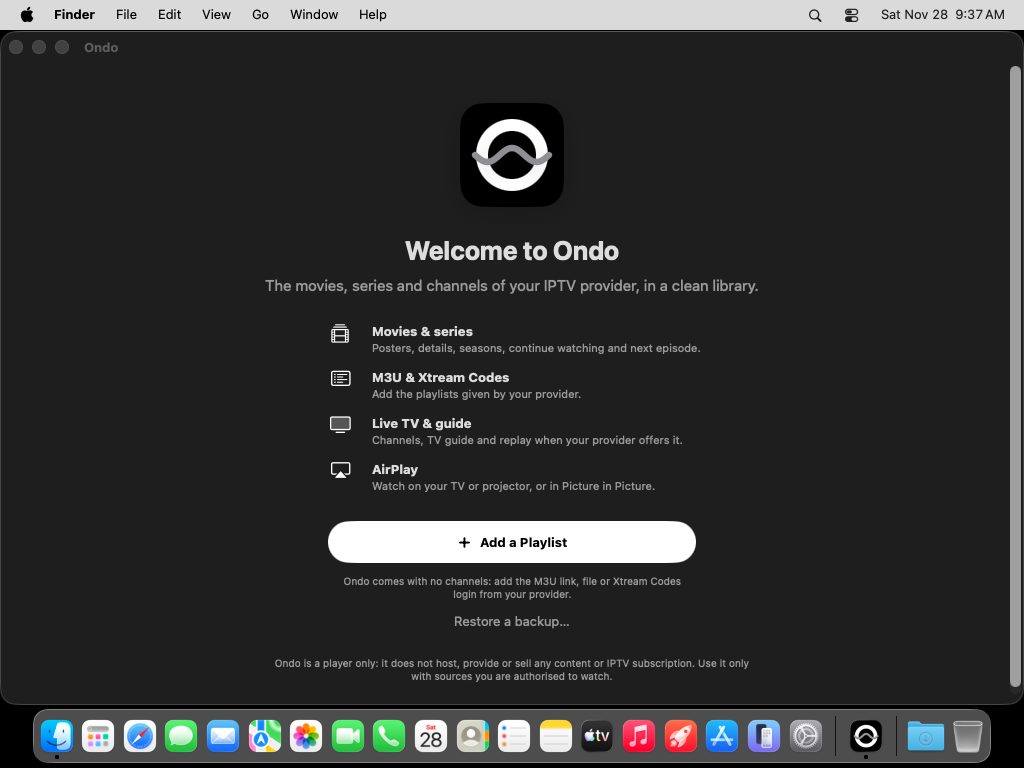 Finder File Edit View Go Window Help Sat Nov 28 9:37 AM
Ondo
Welcome to Ondo
The movies, series and channels of your IPTV provider, in a clean library.
Movies & series
Posters, details, seasons, continue watching and next episode.
M3U & Xtream Codes
Add the playlists given by your provider.
Live TV & guide
Channels, TV guide and replay when your provider offers it.
AirPlay
Watch on your TV or projector, or in Picture in Picture.
+ Add a Playlist
Ondo comes with no channels: add the M3U link, file or Xtream Codes
login from your provider.
Restore a backup...
Ondo is a player only: it does not host, provide or sell any content or IPTV subscription. Use it only
with sources you are authorised to watch.
Sat
28
tv